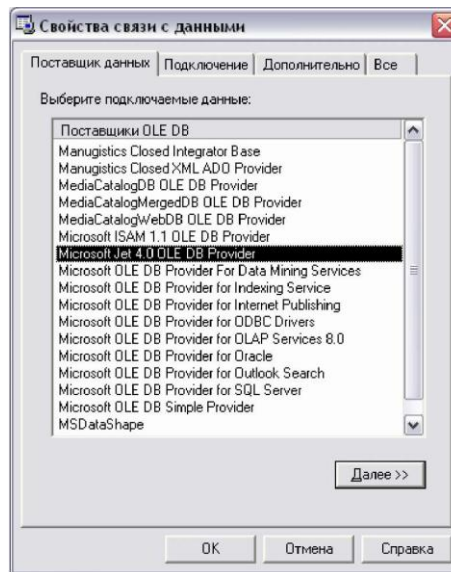 Свойства связи с данными
Поставщик данных Подключение Дополнительно Все
Выберите подключаемые данные:
Поставщики OLE DB
Manugistics Closed Integrator Base
Manugistics Closed XML ADO Provider
MediaCatalogDB OLE DB Provider
MediaCatalogMergedDB OLE DB Provider
MediaCatalogWebDB OLE DB Provider
Microsoft ISAM 1.1 OLE DB Provider
Microsoft Jet 4.0 OLE DB Provider
Microsoft OLE DB Provider For Data Mining Services
Microsoft OLE DB Provider for Indexing Service
Microsoft OLE DB Provider for Internet Publishing
Microsoft OLE DB Provider for ODBC Drivers
Microsoft OLE DB Provider for OLAP Services 8.0
Microsoft OLE DB Provider for Oracle
Microsoft OLE DB Provider for Outlook Search
Microsoft OLE DB Provider for SQL Server
Microsoft OLE DB Simple Provider
MSDataShape
Далее >>
OK Отмена Справка